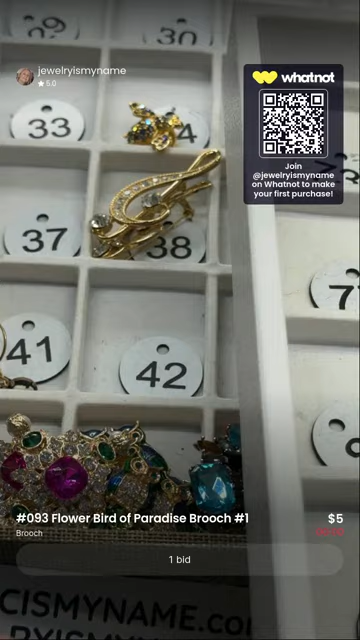 30
jewelryismyname
5.0
whatnot
Join
@jewelryismyname
on Whatnot to make
your first purchase!
33
4
37
38
7
41
42
#093 Flower Bird of Paradise Brooch #1
$5
Brooch
1 bid
CISMYNAME.co
RYISMYNAME